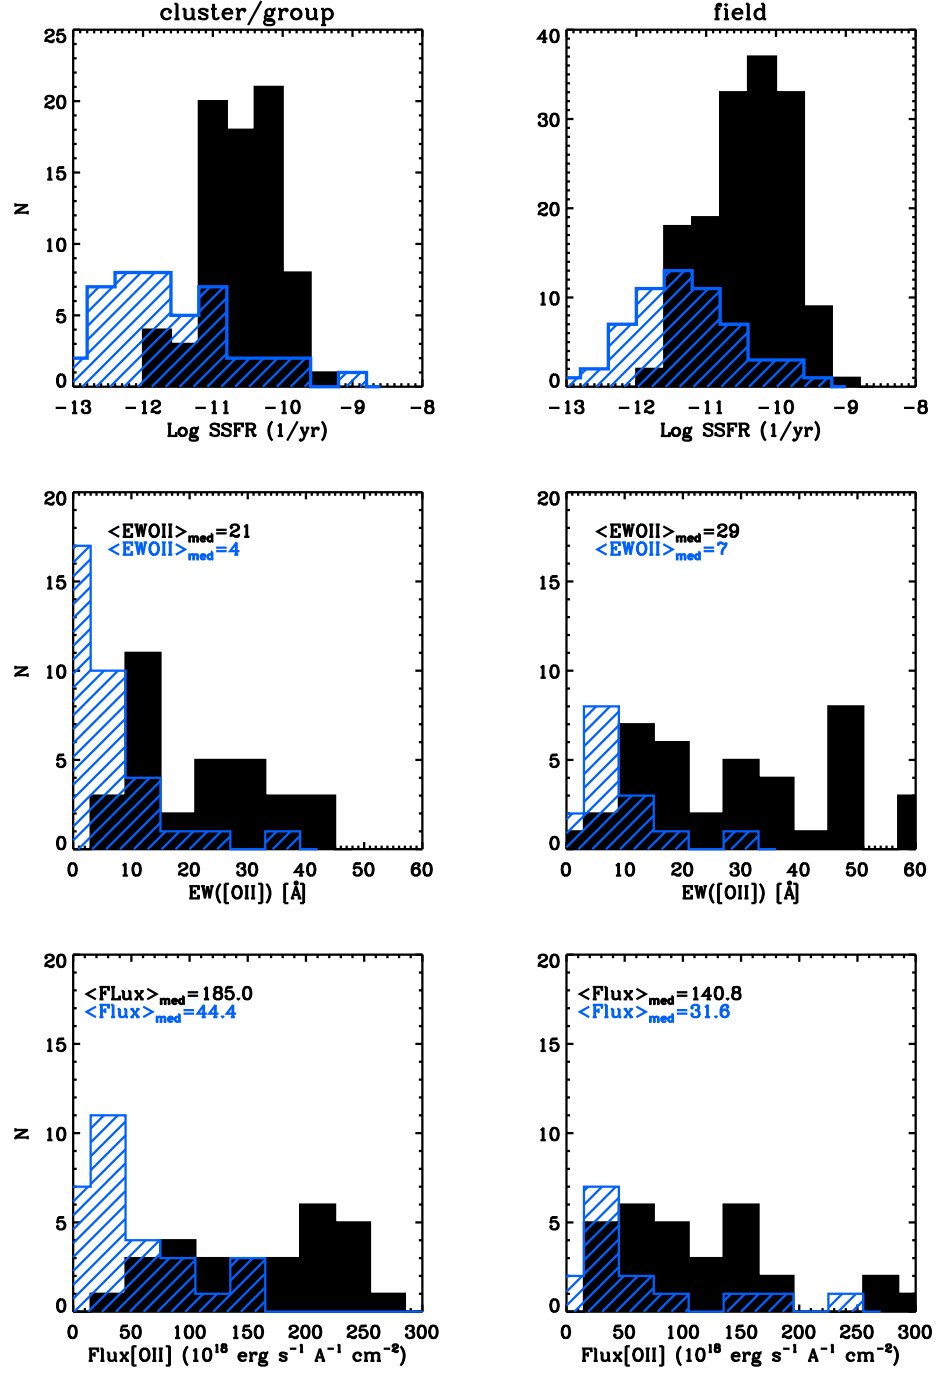 cluster/group
field
25
20
15
10
5
0
N
-13 -12 -11 -10 -9 -8
Log SSFR (1/yr)
40
30
20
10
0
-13 -12 -11 -10 -9 -8
Log SSFR (1/yr)
20
15
10
5
0
N
<EWOII>med=21
<EWOII>med=4
0 10 20 30 40 50 60
EW([OII]) [Å]
20
15
10
5
0
<EWOII>med=29
<EWOII>med=7
0 10 20 30 40 50 60
EW([OII]) [Å]
20
15
10
5
0
N
<FLux>med=185.0
<Flux>med=44.4
0 50 100 150 200 250 300
Flux[OII] (10¹⁸ erg s⁻¹ A⁻¹ cm⁻²)
20
15
10
5
0
<Flux>med=140.8
<Flux>med=31.6
0 50 100 150 200 250 300
Flux[OII] (10¹⁸ erg s⁻¹ A⁻¹ cm⁻²)